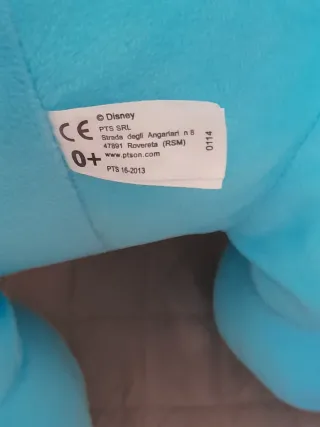 © Disney
PTS SRL
Strada degli Angariari n 8
47891 Rovereta (RSM)
www.ptson.com
PTS 18-2013
CE
0+
0114